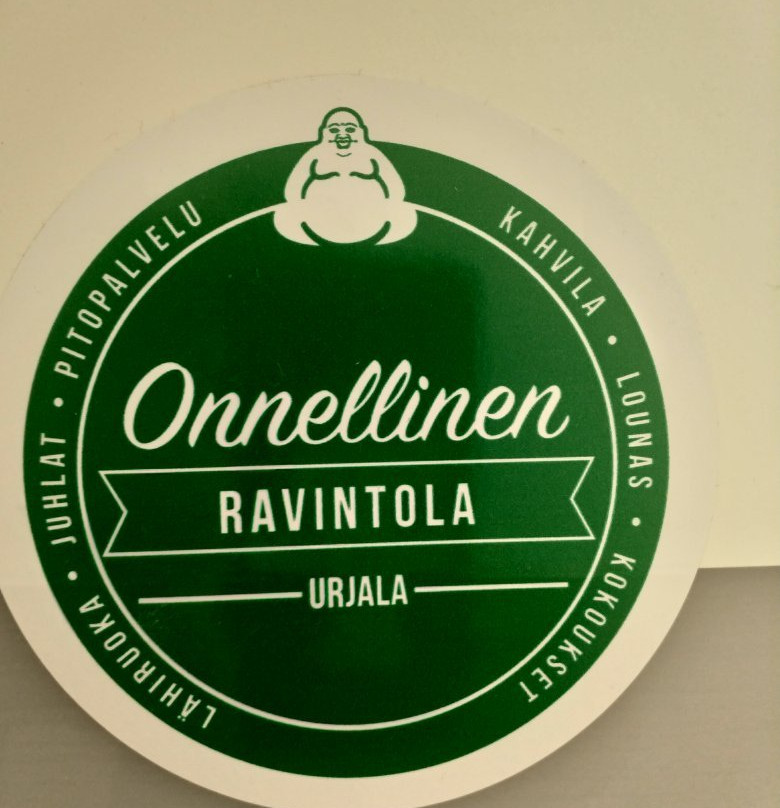 Onnellinen
RAVINTOLA
URJALA
LÄHIRUOKA • JUHLAT • PITOPALVELU
KAHVILA • LOUNAS • KOKOUKSET